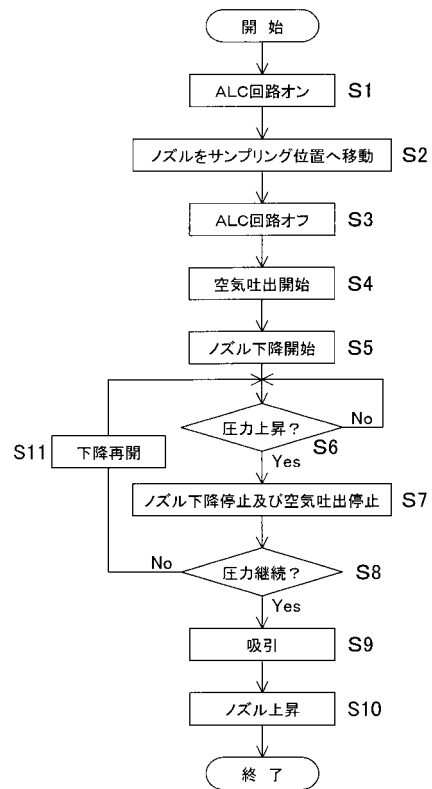 開 始
ALC回路オン S1
ノズルをサンプリング位置へ移動 S2
ALC回路オフ S3
空気吐出開始 S4
ノズル下降開始 S5
圧力上昇? No
S6
S11 下降再開
Yes
ノズル下降停止及び空気吐出停止 S7
No 圧力継続? S8
Yes
吸引 S9
ノズル上昇 S10
終 了